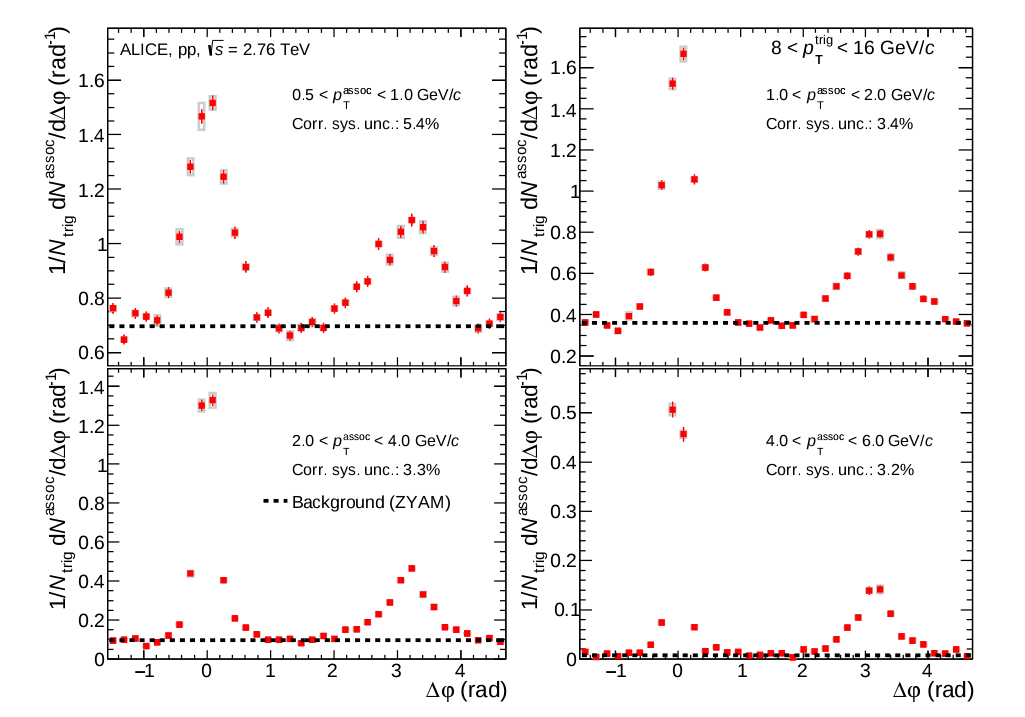 ALICE, pp, √s = 2.76 TeV
0.5 < p_T^assoc < 1.0 GeV/c
Corr. sys. unc.: 5.4%
1/N_trig dN^assoc/dΔφ (rad^-1)
1.6
1.4
1.2
1
0.8
0.6
8 < p_T^trig < 16 GeV/c
1.0 < p_T^assoc < 2.0 GeV/c
Corr. sys. unc.: 3.4%
1/N_trig dN^assoc/dΔφ (rad^-1)
1.6
1.4
1.2
1
0.8
0.6
0.4
0.2
2.0 < p_T^assoc < 4.0 GeV/c
Corr. sys. unc.: 3.3%
Background (ZYAM)
1/N_trig dN^assoc/dΔφ (rad^-1)
1.4
1.2
1
0.8
0.6
0.4
0.2
0
−1 0 1 2 3 4
Δφ (rad)
4.0 < p_T^assoc < 6.0 GeV/c
Corr. sys. unc.: 3.2%
1/N_trig dN^assoc/dΔφ (rad^-1)
0.5
0.4
0.3
0.2
0.1
0
−1 0 1 2 3 4
Δφ (rad)